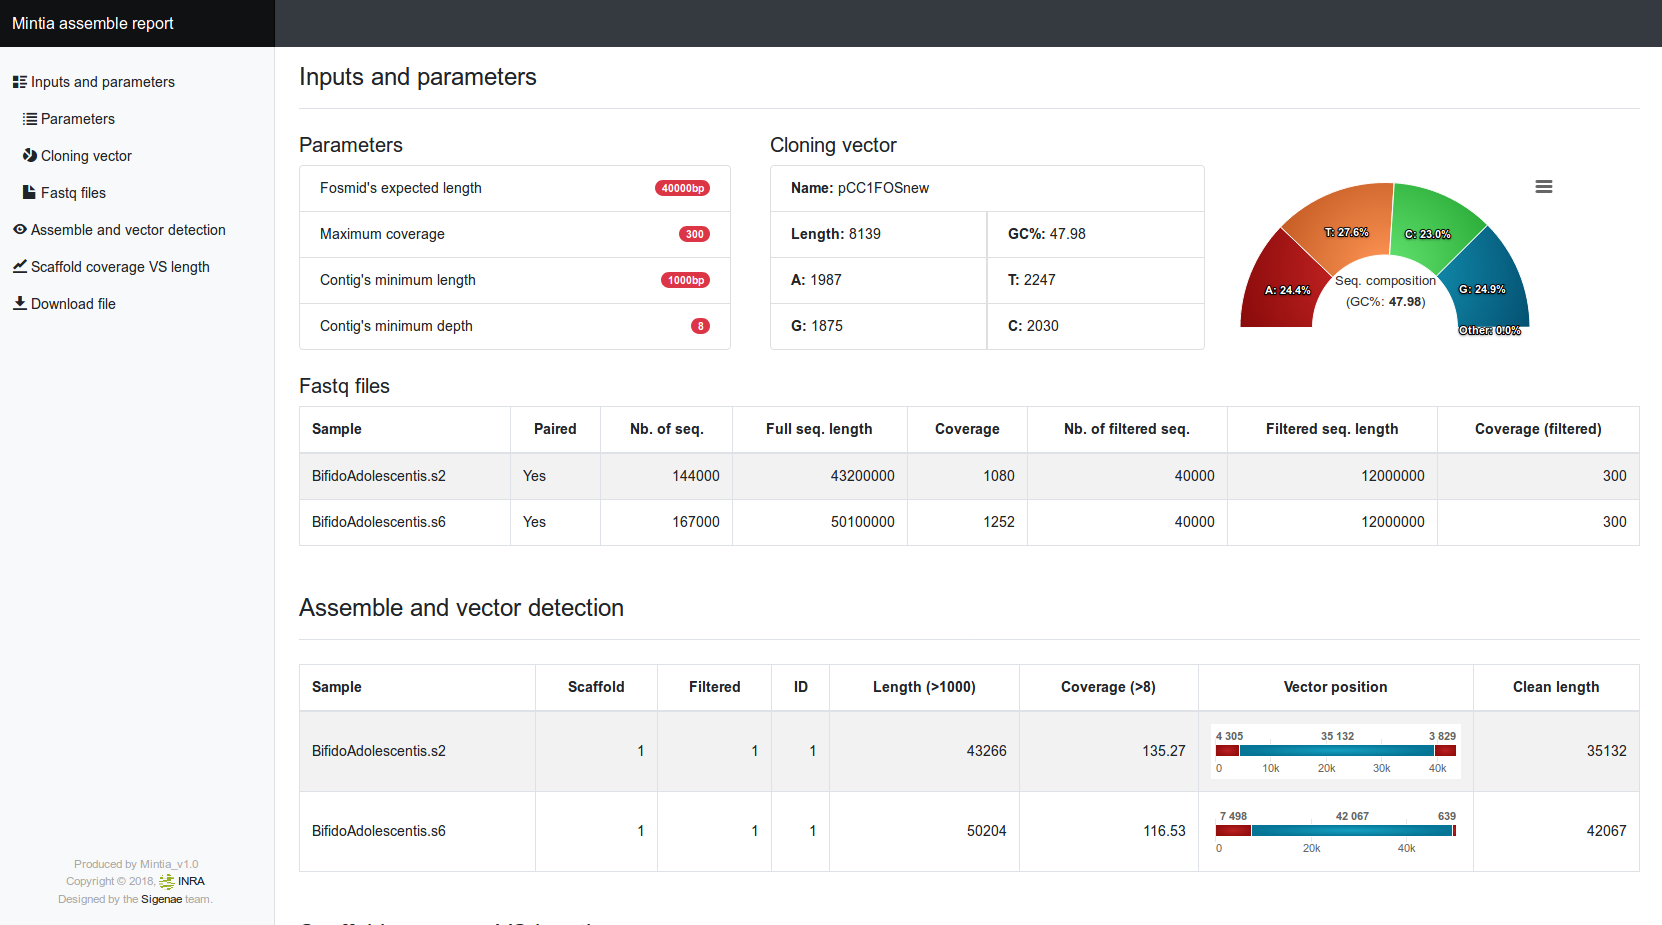 Mintia assemble report
Inputs and parameters
Parameters
Cloning vector
Fastq files
Assemble and vector detection
Scaffold coverage VS length
Download file
Produced by Mintia_v1.0
Copyright © 2018, INRA
Designed by the Sigenae team.
Inputs and parameters
Parameters
Fosmid's expected length 40000bp
Maximum coverage 300
Contig's minimum length 1000bp
Contig's minimum depth 8
Cloning vector
Name: pCC1FOSnew
Length: 8139 GC%: 47.98
A: 1987 T: 2247
G: 1875 C: 2030
T: 27.6% C: 23.0%
A: 24.4% G: 24.9%
Seq. composition
(GC%: 47.98)
Other: 0.0%
Fastq files
Sample Paired Nb. of seq. Full seq. length Coverage Nb. of filtered seq. Filtered seq. length Coverage (filtered)
BifidoAdolescentis.s2 Yes 144000 43200000 1080 40000 12000000 300
BifidoAdolescentis.s6 Yes 167000 50100000 1252 40000 12000000 300
Assemble and vector detection
Sample Scaffold Filtered ID Length (>1000) Coverage (>8) Vector position Clean length
4 305 35 132 3 829
BifidoAdolescentis.s2 1 1 1 43266 135.27 35132
0 10k 20k 30k 40k
7 498 42 067 639
BifidoAdolescentis.s6 1 1 1 50204 116.53 42067
0 20k 40k